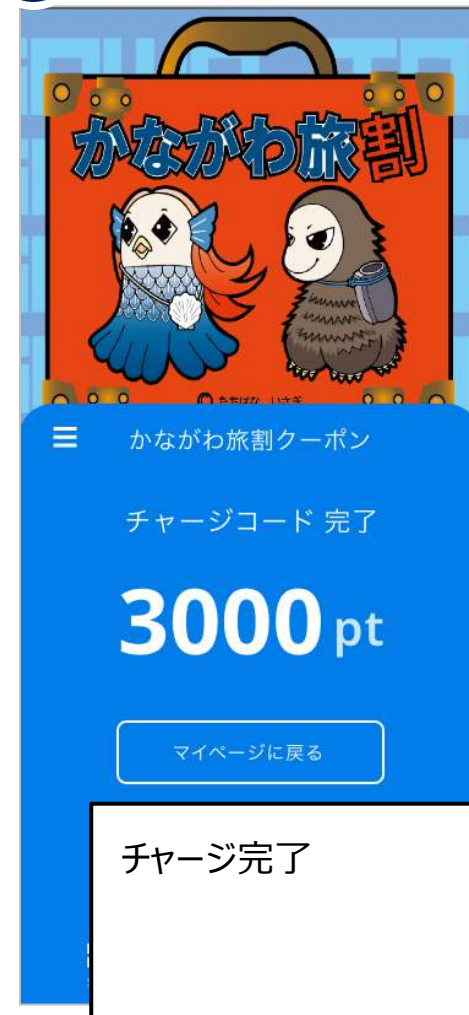 かながわ旅割
かながわ旅割クーポン
チャージコード 完了
3000 pt
マイページに戻る
チャージ完了